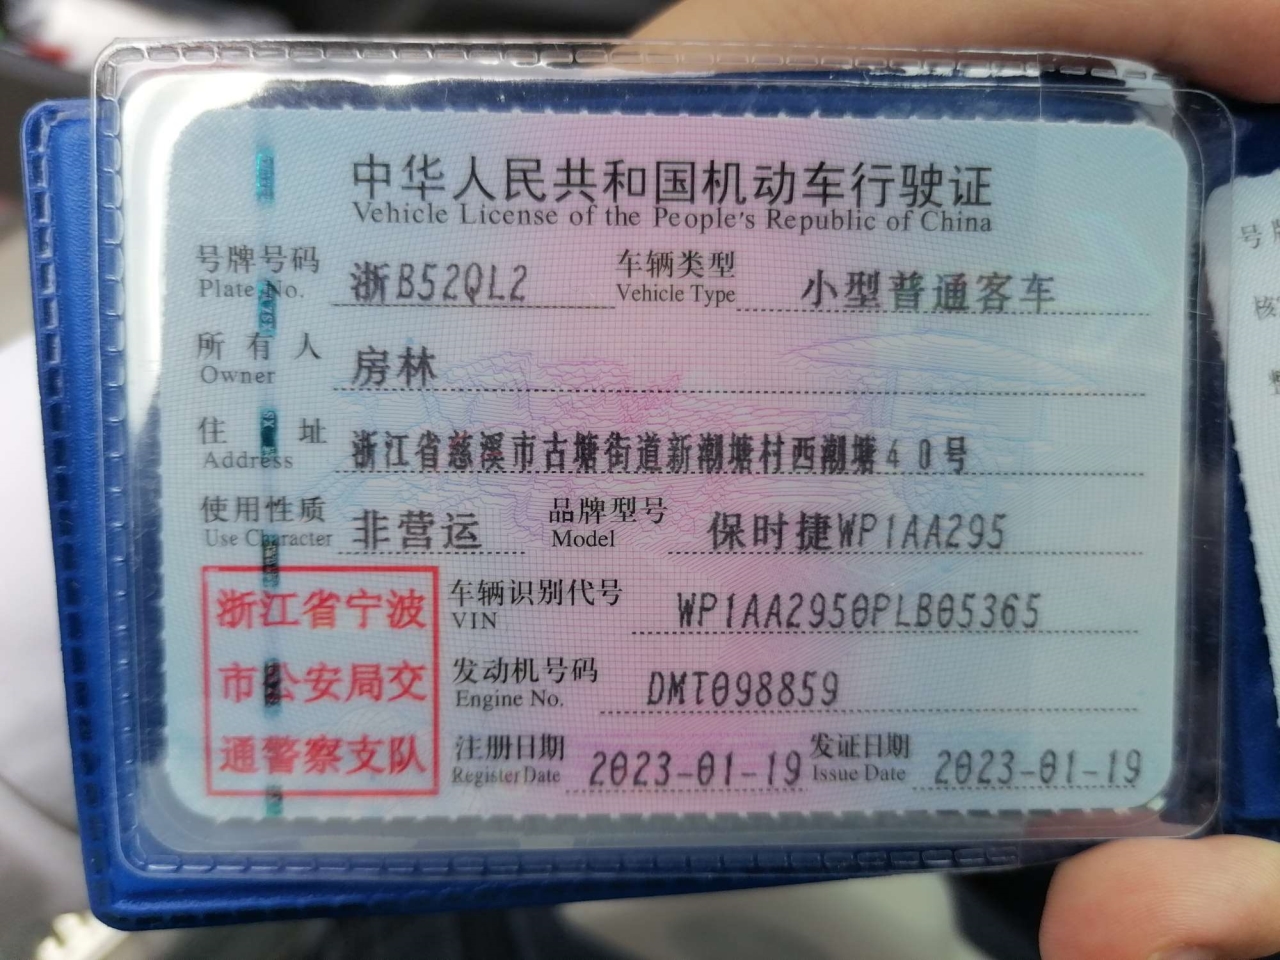 中华人民共和国机动车行驶证
Vehicle License of the People's Republic of China
号牌号码 浙B52QL2 车辆类型 小型普通客车
Plate No. Vehicle Type
所有人 房林
Owner
住址 浙江省慈溪市古塘街道新潮塘村西潮塘40号
Address
使用性质 非营运 品牌型号 保时捷WP1AA295
Use Character Model
浙江省宁波
市公安局交
通警察支队
车辆识别代号 WP1AA2950PLB05365
VIN
发动机号码 DMT098859
Engine No.
注册日期 2023-01-19 发证日期 2023-01-19
Register Date Issue Date
号
核